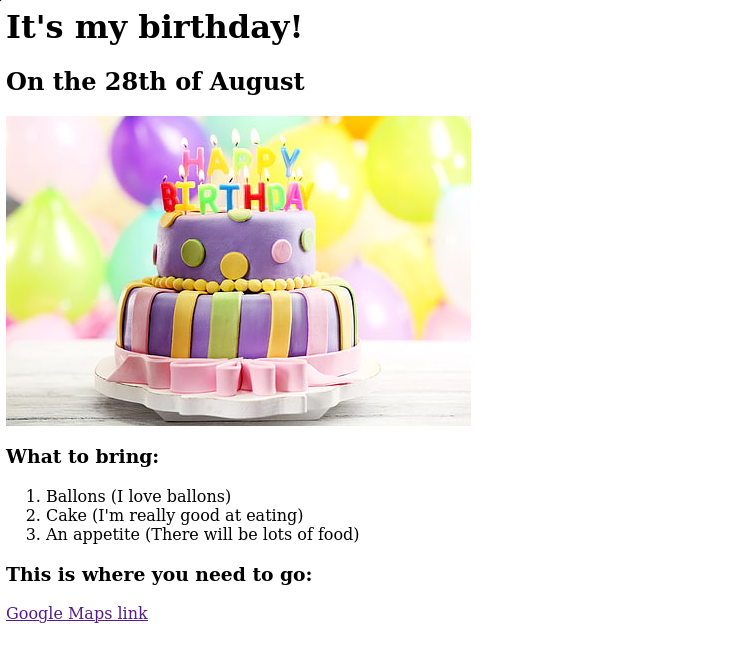 It's my birthday!
On the 28th of August
HAPPY
BIRTHDAY
What to bring:
1. Ballons (I love ballons)
2. Cake (I'm really good at eating)
3. An appetite (There will be lots of food)
This is where you need to go:
Google Maps link